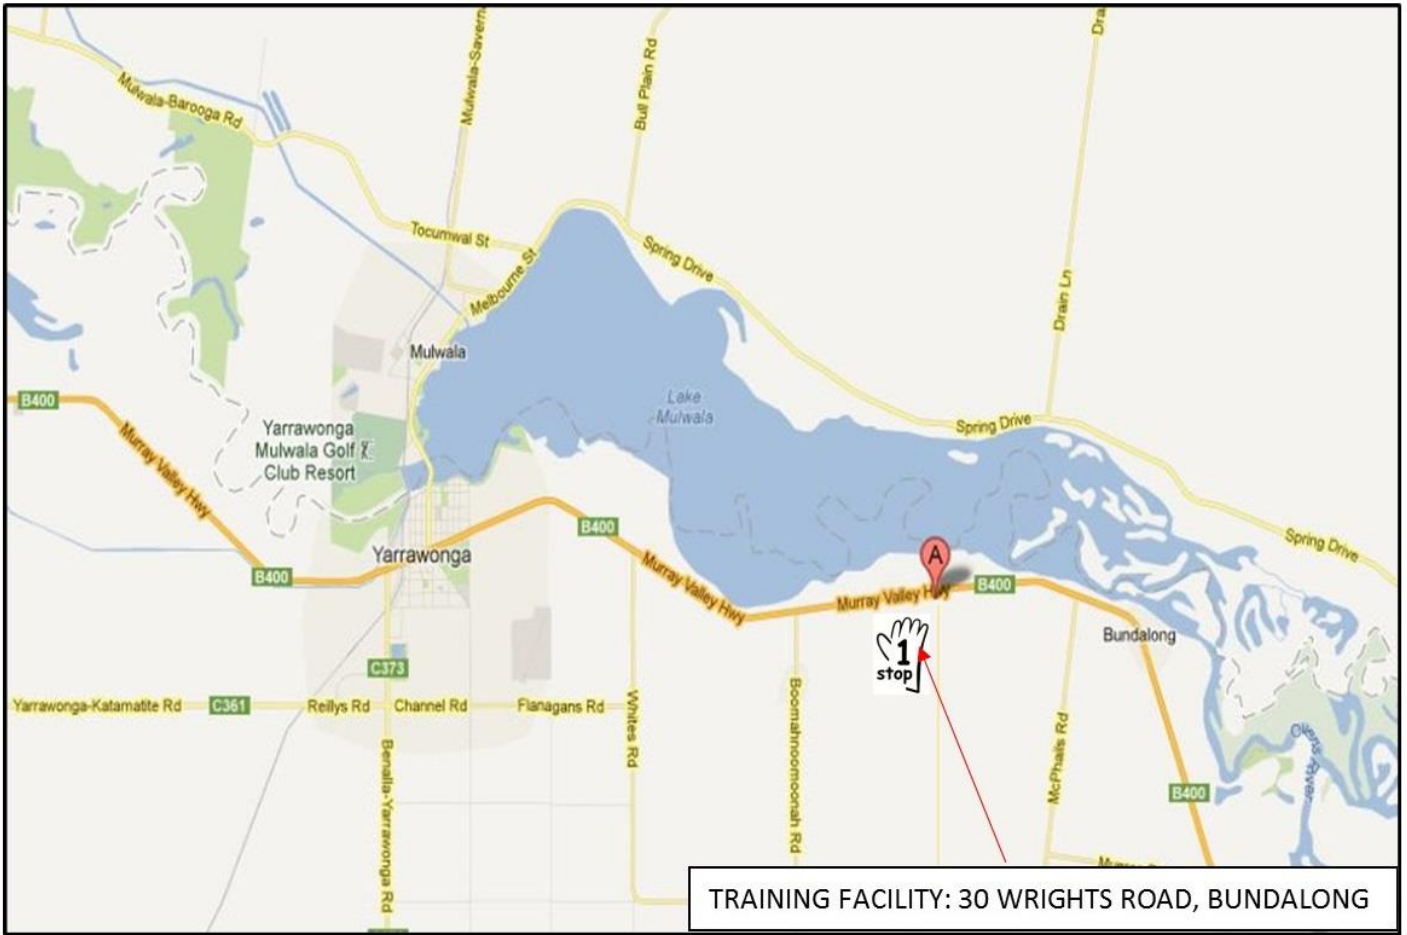 Mulwala-Savern
Bull Plain Rd
Dra
Mulwala-Barooga Rd
Tocumwal St
Melbourne St
Spring Drive
Drain Ln
Mulwala
Lake
Mulwala
B400
Murray Valley Hwy
Yarrawonga
Mulwala Golf
Club Resort
Spring Drive
B400
Spring Drive
Yarrawonga
B400
Murray Valley Hwy
A
Murray Valley Hwy
B400
Bundalong
1
stop
C373
Yarrawonga-Katamatite Rd
C361
Reillys Rd
Channel Rd
Flanagans Rd
Whites Rd
Boomahnoomoonah Rd
McPhails Rd
Ovens River
Benalla-Yarrawonga Rd
B400
TRAINING FACILITY: 30 WRIGHTS ROAD, BUNDALONG